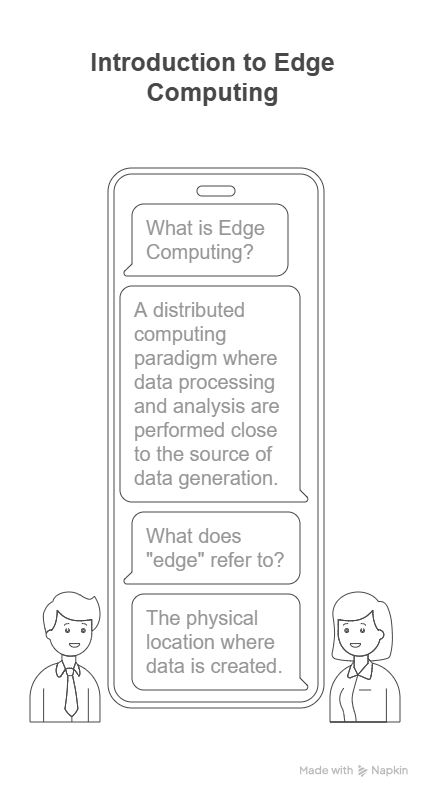 Introduction to Edge
Computing
What is Edge
Computing?
A distributed
computing
paradigm where
data processing
and analysis are
performed close
to the source of
data generation.
What does
"edge" refer to?
The physical
location where
data is created.
Made with Napkin